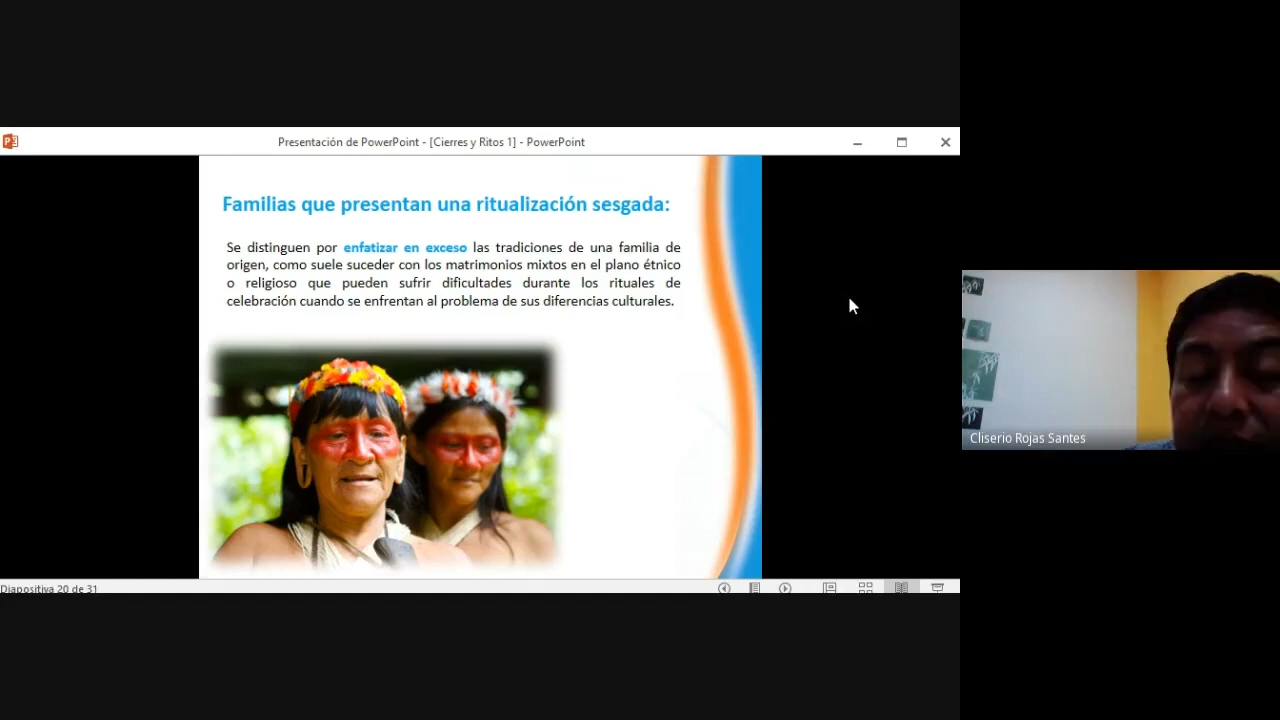 Presentación de PowerPoint - [Cierres y Ritos 1] - PowerPoint
Familias que presentan una ritualización sesgada:
Se distinguen por enfatizar en exceso las tradiciones de una familia de
origen, como suele suceder con los matrimonios mixtos en el plano étnico
o religioso que pueden sufrir dificultades durante los rituales de
celebración cuando se enfrentan al problema de sus diferencias culturales.
Cliserio Rojas Santes
Diapositiva 20 de 31